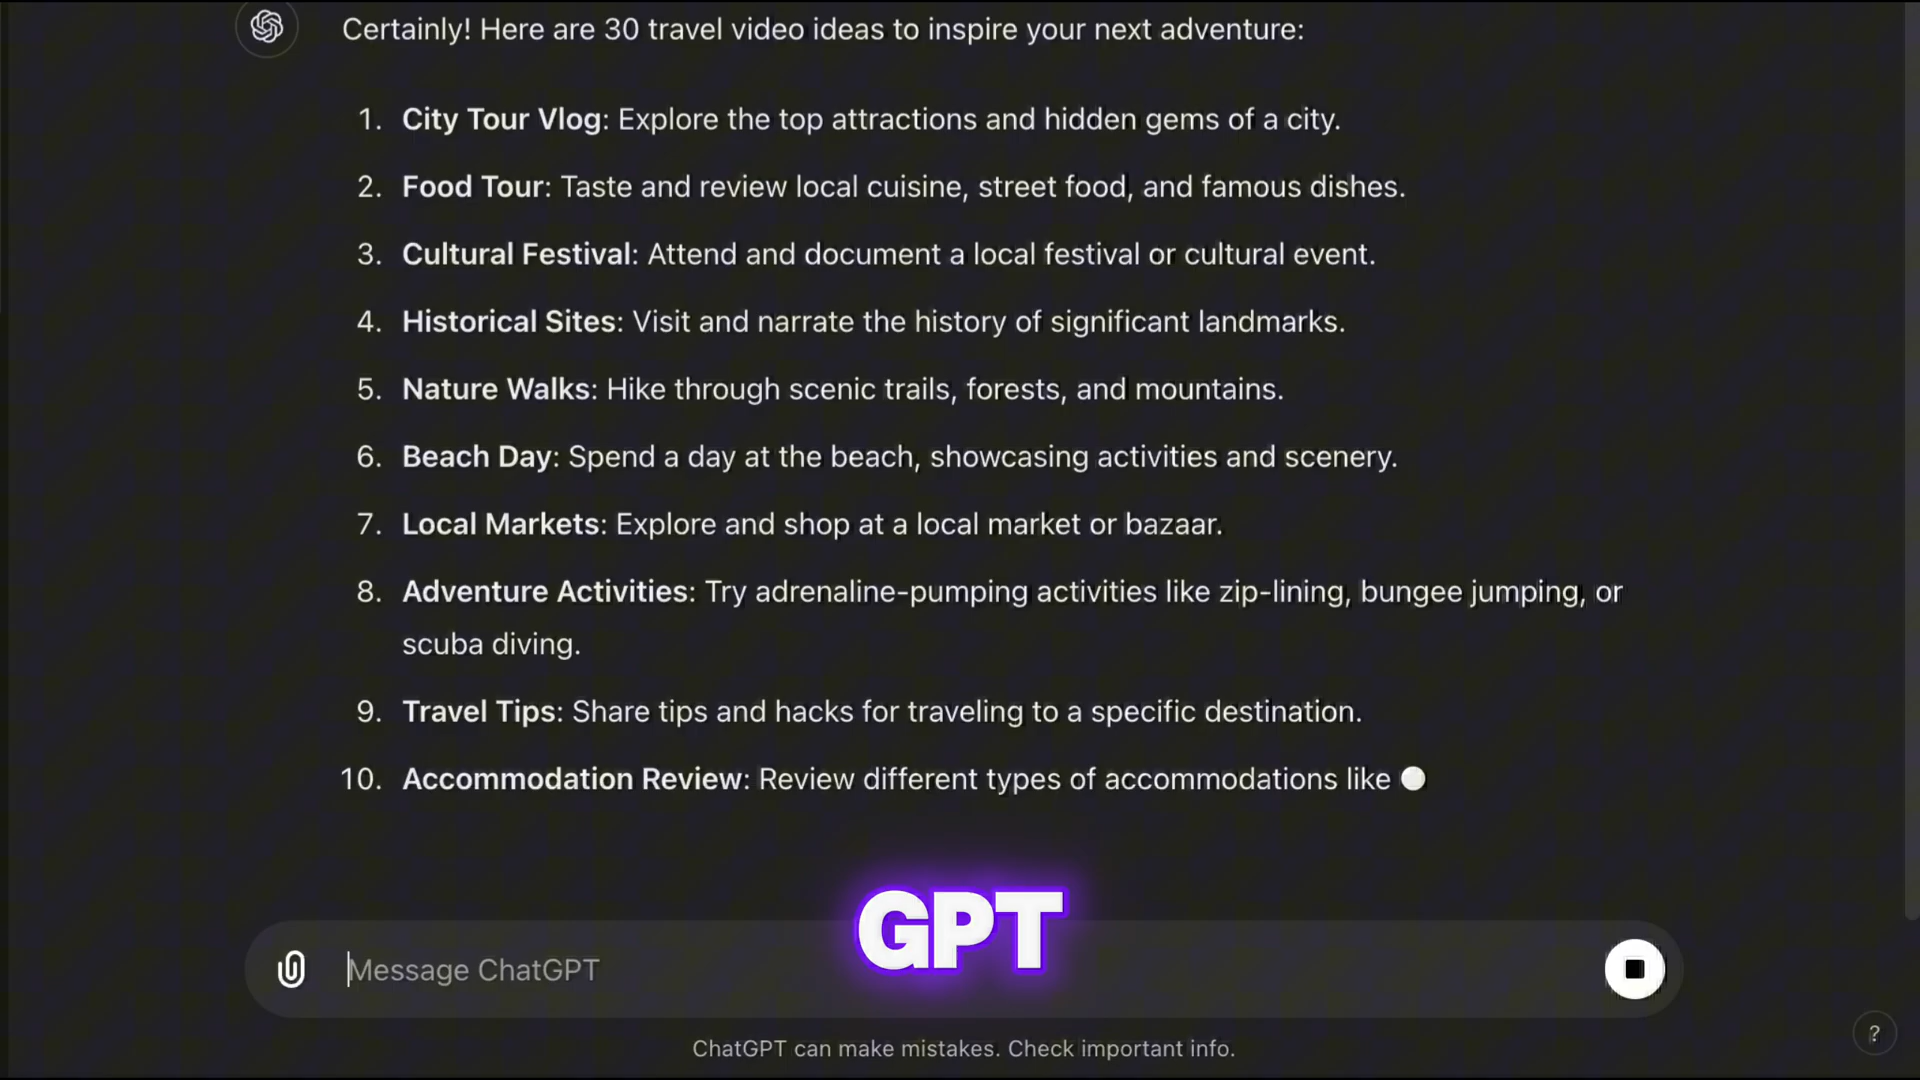 Certainly! Here are 30 travel video ideas to inspire your next adventure:
1. City Tour Vlog: Explore the top attractions and hidden gems of a city.
2. Food Tour: Taste and review local cuisine, street food, and famous dishes.
3. Cultural Festival: Attend and document a local festival or cultural event.
4. Historical Sites: Visit and narrate the history of significant landmarks.
5. Nature Walks: Hike through scenic trails, forests, and mountains.
6. Beach Day: Spend a day at the beach, showcasing activities and scenery.
7. Local Markets: Explore and shop at a local market or bazaar.
8. Adventure Activities: Try adrenaline-pumping activities like zip-lining, bungee jumping, or
scuba diving.
9. Travel Tips: Share tips and hacks for traveling to a specific destination.
10. Accommodation Review: Review different types of accommodations like
GPT
Message ChatGPT
ChatGPT can make mistakes. Check important info.
?